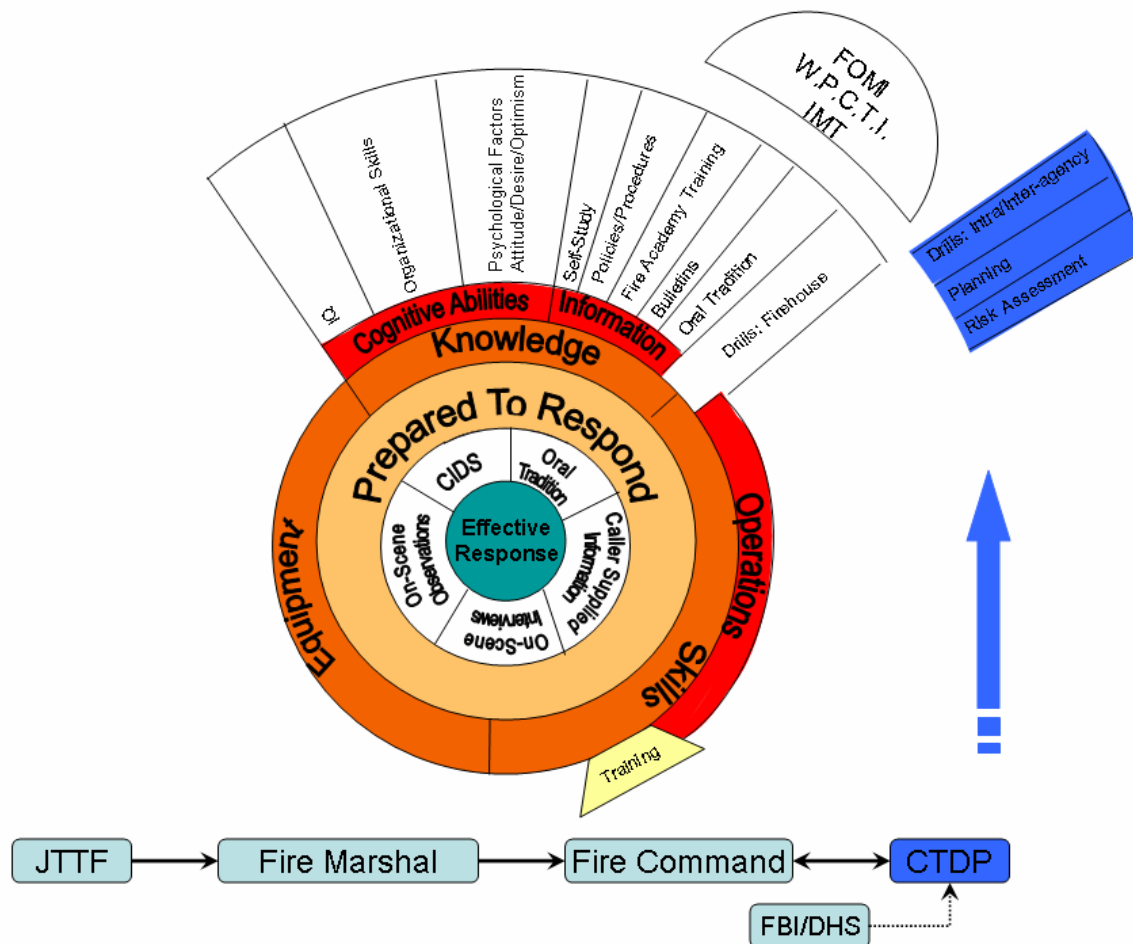 FOMI
W.P.C.T.I.
IMT
IQ
Organizational Skills
Psychological Factors
Attitude/Desire/Optimism
Self-Study
Policies/Procedures
Fire Academy Training
Bulletins
Oral Tradition
Drills: Firehouse
Drills: Intra/Inter-agency
Planning
Risk Assessment
Cognitive Abilities
Information
Knowledge
Prepared To Respond
CIDS
Oral
Tradition
Effective
Response
On-Scene
Observations
Caller Supplied
Information
On-Scene
Interviews
Equipment
Operations
Skills
Training
JTTF
Fire Marshal
Fire Command
CTDP
FBI/DHS